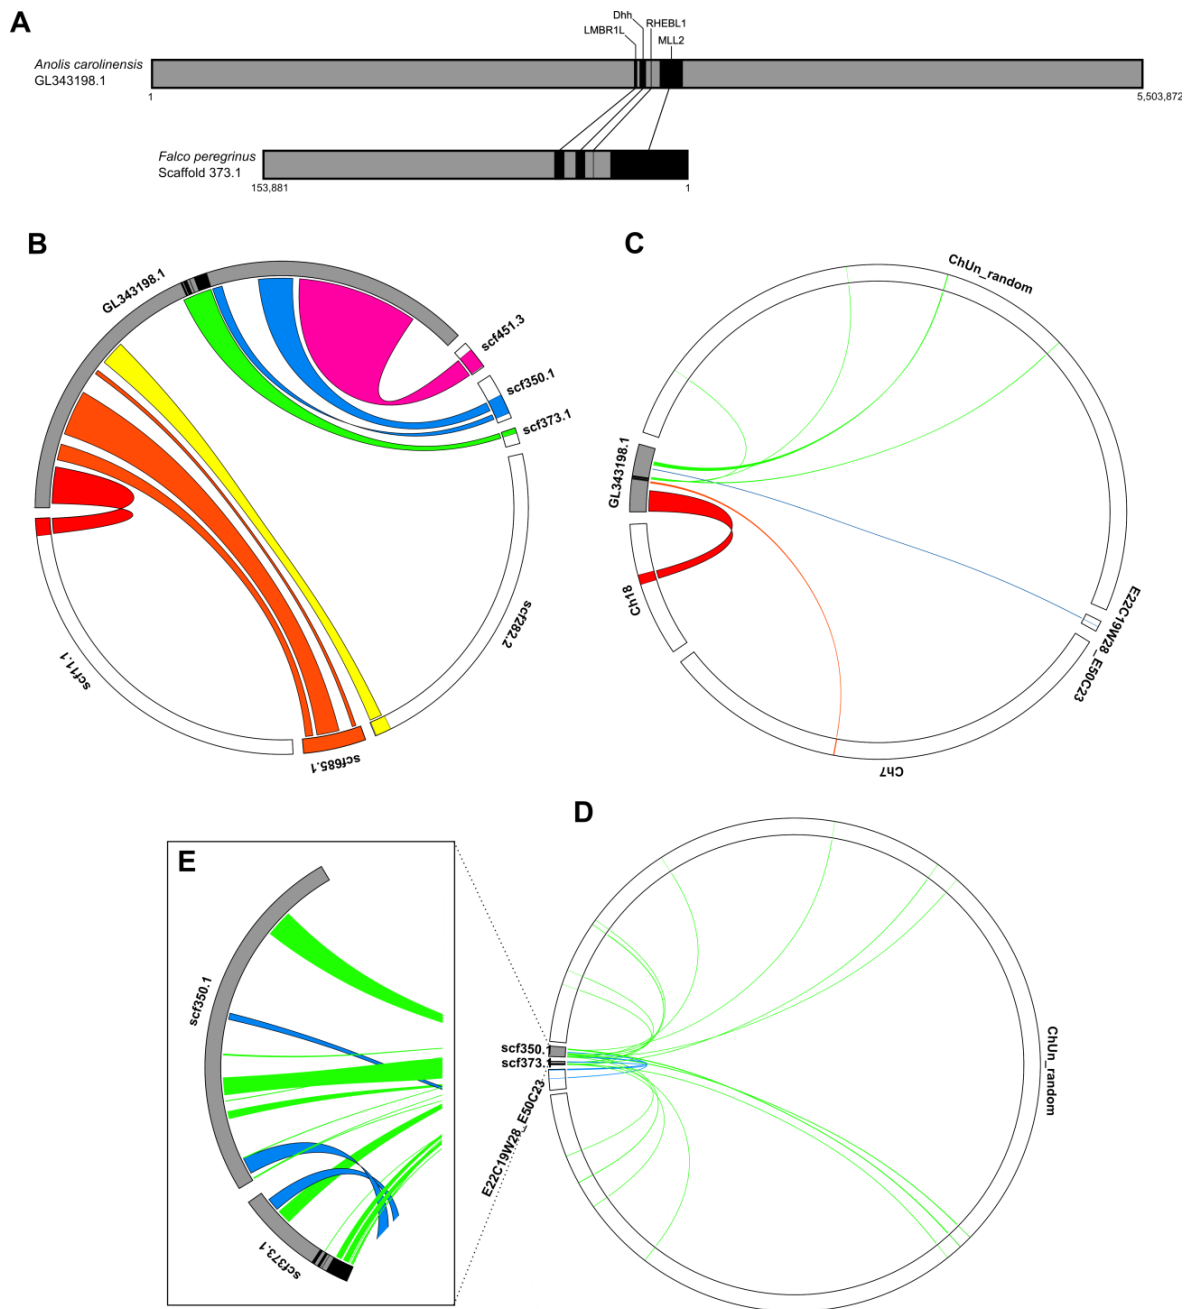 A
Dhh
LMBR1L
RHEBL1
MLL2
Anolis carolinensis
GL343198.1
1
5,503,872
Falco peregrinus
Scaffold 373.1
153,881
1
B
GL343198.1
scf451.3
scf350.1
scf373.1
scf282.2
scf685.1
scf11.1
C
ChUn_random
GL343198.1
Ch18
E22C19W28_E50C23
Ch7
D
ChUn_random
scf350.1
scf373.1
E22C19W28_E50C23
E
scf350.1
scf373.1